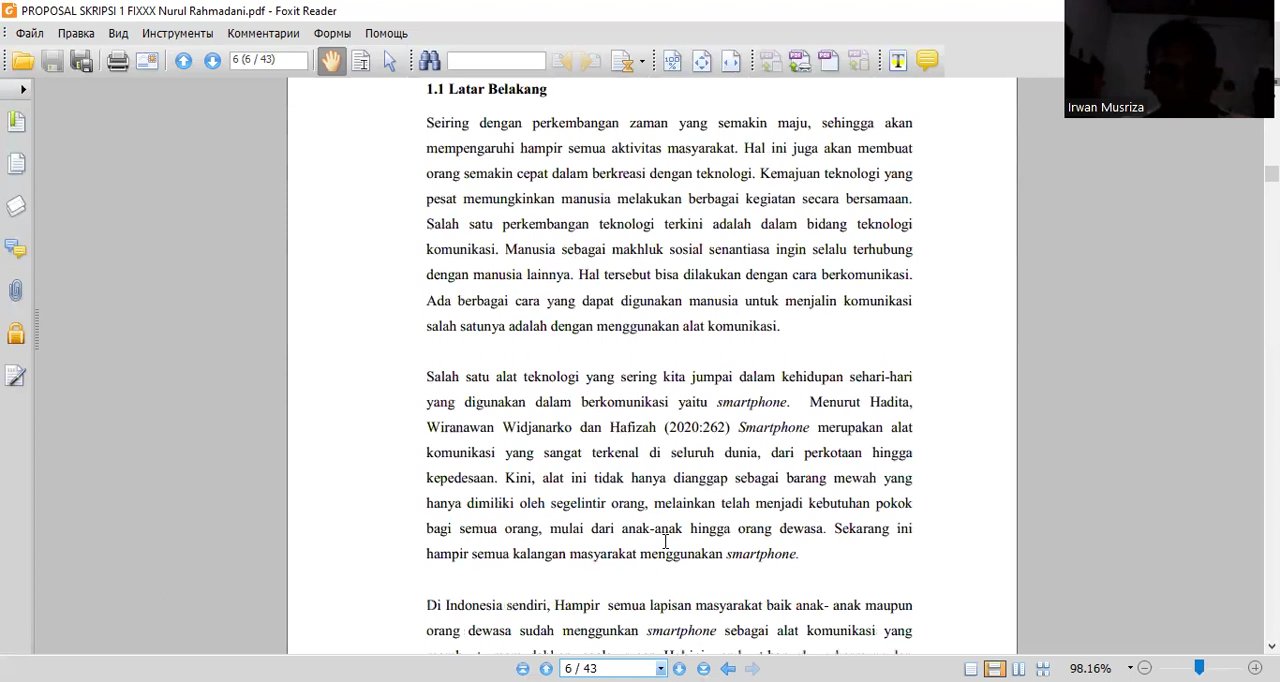 PROPOSAL SKRIPSI 1 FIXXX Nurul Rahmadani.pdf - Foxit Reader
Файл Правка Вид Инструменты Комментарии Формы Помощь
6 (6 / 43)
Irwan Musriza
1.1 Latar Belakang
Seiring dengan perkembangan zaman yang semakin maju, sehingga akan
mempengaruhi hampir semua aktivitas masyarakat. Hal ini juga akan membuat
orang semakin cepat dalam berkreasi dengan teknologi. Kemajuan teknologi yang
pesat memungkinkan manusia melakukan berbagai kegiatan secara bersamaan.
Salah satu perkembangan teknologi terkini adalah dalam bidang teknologi
komunikasi. Manusia sebagai makhluk sosial senantiasa ingin selalu terhubung
dengan manusia lainnya. Hal tersebut bisa dilakukan dengan cara berkomunikasi.
Ada berbagai cara yang dapat digunakan manusia untuk menjalin komunikasi
salah satunya adalah dengan menggunakan alat komunikasi.
Salah satu alat teknologi yang sering kita jumpai dalam kehidupan sehari-hari
yang digunakan dalam berkomunikasi yaitu smartphone. Menurut Hadita,
Wiranawan Widjanarko dan Hafizah (2020:262) Smartphone merupakan alat
komunikasi yang sangat terkenal di seluruh dunia, dari perkotaan hingga
kepedesaan. Kini, alat ini tidak hanya dianggap sebagai barang mewah yang
hanya dimiliki oleh segelintir orang, melainkan telah menjadi kebutuhan pokok
bagi semua orang, mulai dari anak-anak hingga orang dewasa. Sekarang ini
hampir semua kalangan masyarakat menggunakan smartphone.
Di Indonesia sendiri, Hampir semua lapisan masyarakat baik anak- anak maupun
orang dewasa sudah menggunkan smartphone sebagai alat komunikasi yang
6 / 43
98.16%